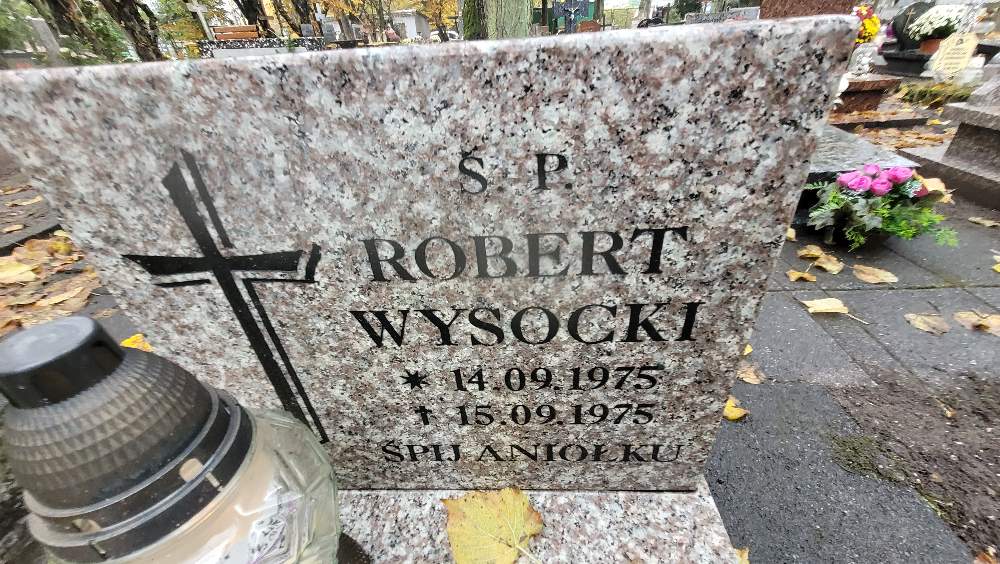 Ś. P.
ROBERT
WYSOCKI
* 14.09.1975
† 15.09.1975
ŚPIJ ANIOŁKU